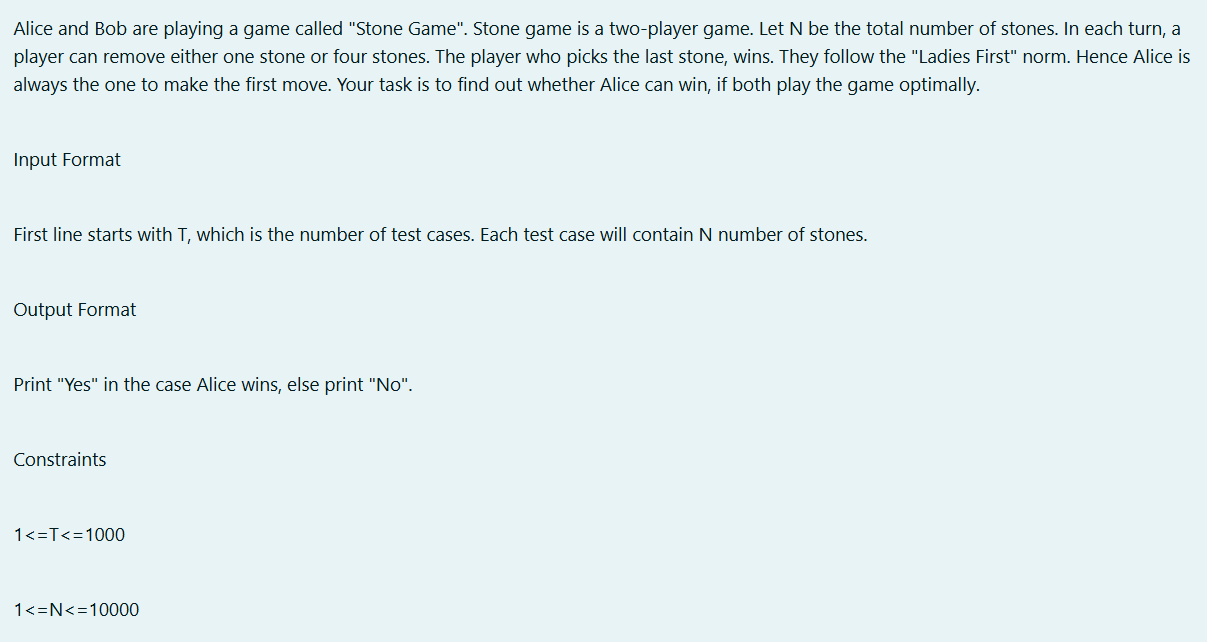 Alice and Bob are playing a game called "Stone Game". Stone game is a two-player game. Let N be the total number of stones. In each turn, a
player can remove either one stone or four stones. The player who picks the last stone, wins. They follow the "Ladies First" norm. Hence Alice is
always the one to make the first move. Your task is to find out whether Alice can win, if both play the game optimally.
Input Format
First line starts with T, which is the number of test cases. Each test case will contain N number of stones.
Output Format
Print "Yes" in the case Alice wins, else print "No".
Constraints
1<=T<=1000
1<=N<=10000